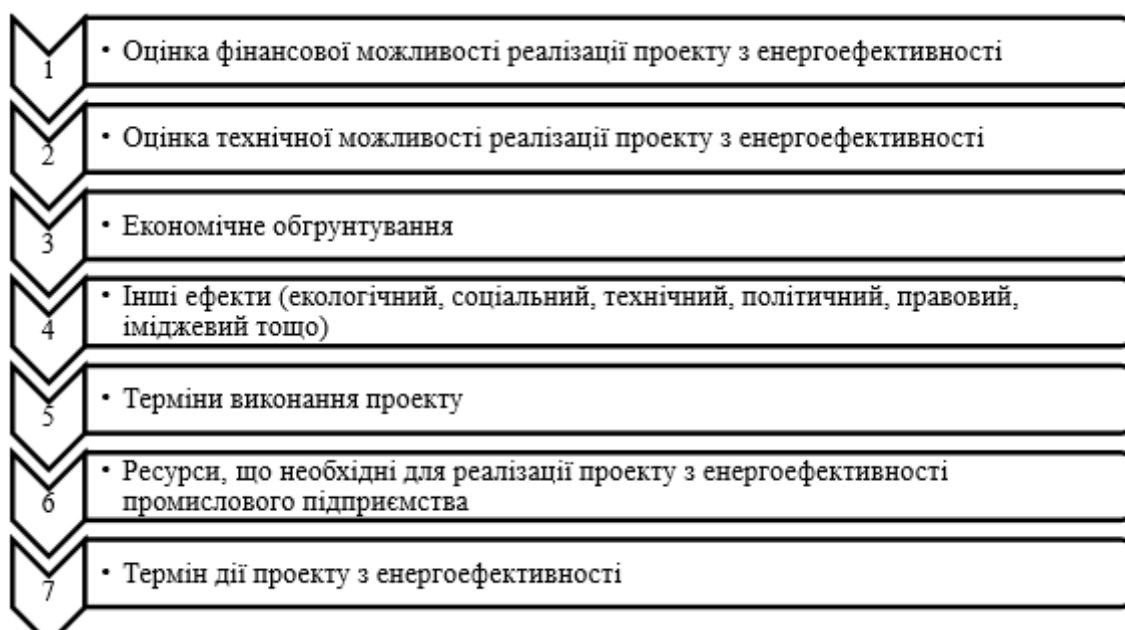 1
• Оцінка фінансової можливості реалізації проекту з енергоефективності
2
• Оцінка технічної можливості реалізації проекту з енергоефективності
3
• Економічне обгрунтування
4
• Інші ефекти (екологічний, соціальний, технічний, політичний, правовий,
іміджевий тощо)
5
• Терміни виконання проекту
6
• Ресурси, що необхідні для реалізації проекту з енергоефективності
промислового підприємства
7
• Термін дії проекту з енергоефективності